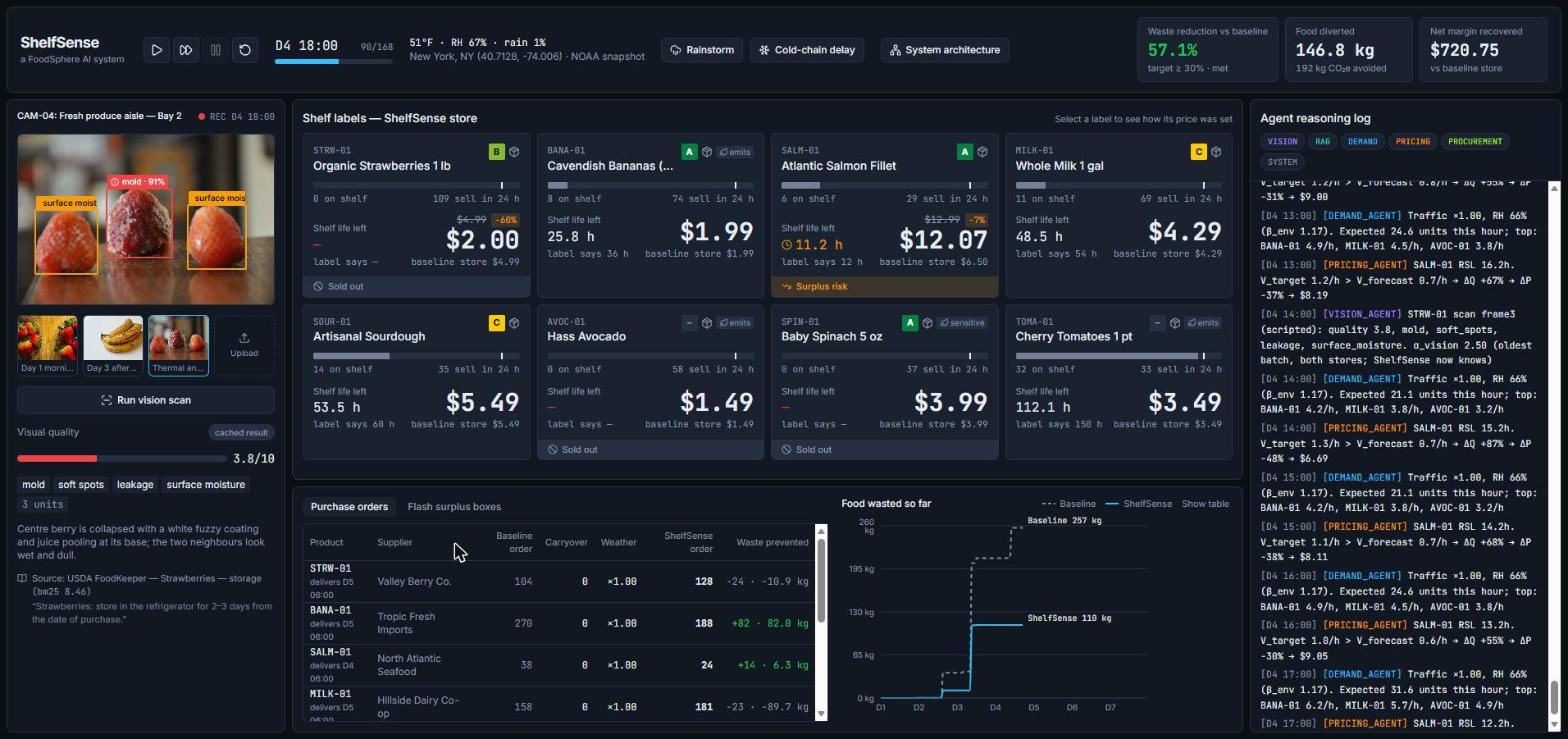 ShelfSense
a FoodSphere AI system
D4 18:00
90/168
51°F · RH 67% · rain 1%
New York, NY (40.7128, -74.006) · NOAA snapshot
Rainstorm
Cold-chain delay
System architecture
Waste reduction vs baseline
57.1%
target ≥ 30% · met
Food diverted
146.8 kg
192 kg CO₂e avoided
Net margin recovered
$720.75
vs baseline store
CAM-04: Fresh produce aisle — Bay 2
REC D4 18:00
mold · 91%
surface moist
surface mois
Day 1 morni...
Day 3 after...
Thermal an...
Upload
Run vision scan
Visual quality
cached result
3.8/10
mold
soft spots
leakage
surface moisture
3 units
Centre berry is collapsed with a white fuzzy coating
and juice pooling at its base; the two neighbours look
wet and dull.
Source: USDA FoodKeeper — Strawberries — storage
(bm25 8.46)
"Strawberries: store in the refrigerator for 2–3 days from
the date of purchase."
Shelf labels — ShelfSense store
Select a label to see how its price was set
STRW-01
B
Organic Strawberries 1 lb
0 on shelf
109 sell in 24 h
Shelf life left
—
$4.99 -60%
$2.00
label says —
baseline store $4.99
Sold out
BANA-01
A
emits
Cavendish Bananas (...
8 on shelf
74 sell in 24 h
Shelf life left
25.8 h
$1.99
label says 36 h
baseline store $1.99
SALM-01
A
Atlantic Salmon Fillet
6 on shelf
29 sell in 24 h
Shelf life left
11.2 h
$12.99 -7%
$12.07
label says 12 h
baseline store $6.50
Surplus risk
MILK-01
C
Whole Milk 1 gal
11 on shelf
69 sell in 24 h
Shelf life left
48.5 h
$4.29
label says 54 h
baseline store $4.29
SOUR-01
C
Artisanal Sourdough
14 on shelf
35 sell in 24 h
Shelf life left
53.5 h
$5.49
label says 60 h
baseline store $5.49
AVOC-01
–
emits
Hass Avocado
0 on shelf
58 sell in 24 h
Shelf life left
—
$1.49
label says —
baseline store $1.49
Sold out
SPIN-01
A
sensitive
Baby Spinach 5 oz
0 on shelf
37 sell in 24 h
Shelf life left
—
$3.99
label says —
baseline store $3.99
Sold out
TOMA-01
–
emits
Cherry Tomatoes 1 pt
32 on shelf
33 sell in 24 h
Shelf life left
112.1 h
$3.49
label says 150 h
baseline store $3.49
Purchase orders
Flash surplus boxes
Product Supplier Baseline order Carryover Weather ShelfSense order Waste prevented
STRW-01
delivers D5
06:00
Valley Berry Co. 104 0 ×1.00 128 -24 · -10.9 kg
BANA-01
delivers D5
06:00
Tropic Fresh
Imports
270 0 ×1.00 188 +82 · 82.0 kg
SALM-01
delivers D4
06:00
North Atlantic
Seafood
38 0 ×1.00 24 +14 · 6.3 kg
MILK-01
delivers D5
06:00
Hillside Dairy Co-
op
158 0 ×1.00 181 -23 · -89.7 kg
Food wasted so far
Baseline
ShelfSense
Show table
260
kg
195 kg
130 kg
65 kg
0 kg
Baseline 257 kg
ShelfSense 110 kg
D1 D2 D3 D4 D5 D6 D7
Agent reasoning log
VISION
RAG
DEMAND
PRICING
PROCUREMENT
SYSTEM
V_target 1.2/h > V_forecast 0.8/h → ΔQ +55% → ΔP
-31% → $9.00
[D4 13:00] [DEMAND_AGENT] Traffic ×1.00, RH 66%
(β_env 1.17). Expected 24.6 units this hour; top:
BANA-01 4.9/h, MILK-01 4.5/h, AVOC-01 3.8/h
[D4 13:00] [PRICING_AGENT] SALM-01 RSL 16.2h.
V_target 1.2/h > V_forecast 0.7/h → ΔQ +67% → ΔP
-37% → $8.19
[D4 14:00] [VISION_AGENT] STRW-01 scan frame3
(scripted): quality 3.8, mold, soft_spots,
leakage, surface_moisture. α_vision 2.50 (oldest
batch, both stores; ShelfSense now knows)
[D4 14:00] [DEMAND_AGENT] Traffic ×1.00, RH 66%
(β_env 1.17). Expected 21.1 units this hour; top:
BANA-01 4.2/h, MILK-01 3.8/h, AVOC-01 3.2/h
[D4 14:00] [PRICING_AGENT] SALM-01 RSL 15.2h.
V_target 1.3/h > V_forecast 0.7/h → ΔQ +87% → ΔP
-48% → $6.69
[D4 15:00] [DEMAND_AGENT] Traffic ×1.00, RH 66%
(β_env 1.17). Expected 21.1 units this hour; top:
BANA-01 4.2/h, MILK-01 3.8/h, AVOC-01 3.2/h
[D4 15:00] [PRICING_AGENT] SALM-01 RSL 14.2h.
V_target 1.1/h > V_forecast 0.7/h → ΔQ +68% → ΔP
-38% → $8.11
[D4 16:00] [DEMAND_AGENT] Traffic ×1.00, RH 66%
(β_env 1.17). Expected 24.6 units this hour; top:
BANA-01 4.9/h, MILK-01 4.5/h, AVOC-01 3.8/h
[D4 16:00] [PRICING_AGENT] SALM-01 RSL 13.2h.
V_target 1.0/h > V_forecast 0.6/h → ΔQ +55% → ΔP
-30% → $9.05
[D4 17:00] [DEMAND_AGENT] Traffic ×1.00, RH 66%
(β_env 1.17). Expected 31.6 units this hour; top:
BANA-01 6.2/h, MILK-01 5.7/h, AVOC-01 4.9/h
[D4 17:00] [PRICING_AGENT] SALM-01 RSL 12.2h.